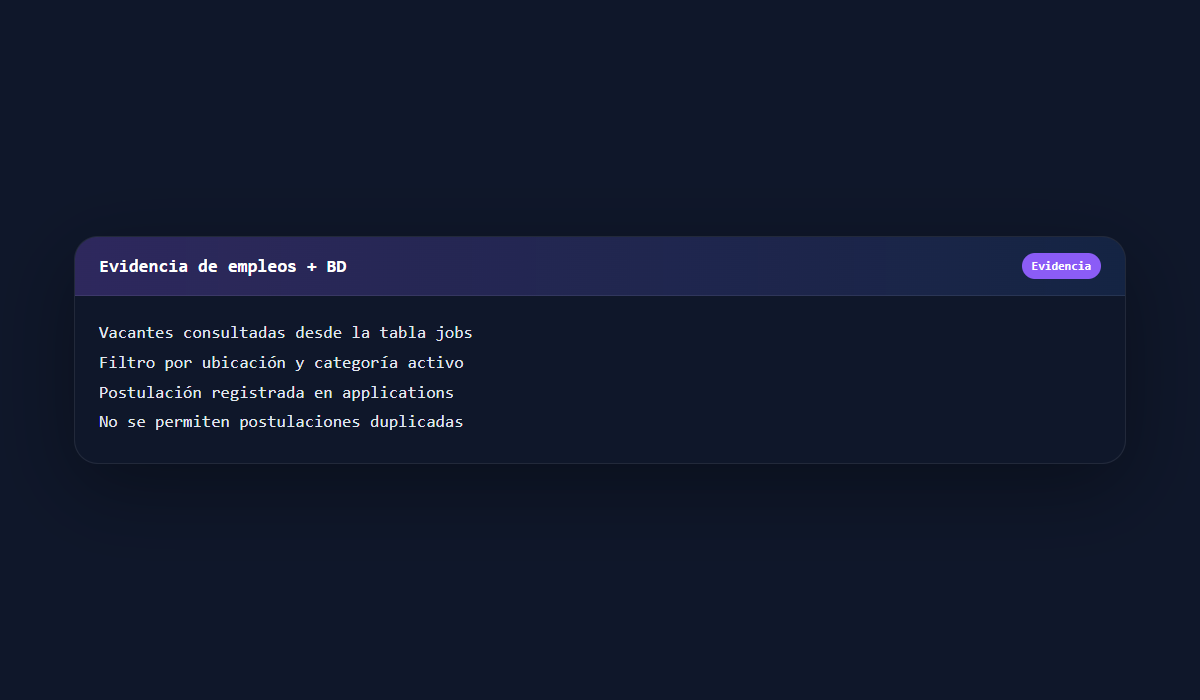 Evidencia de empleos + BD
Evidencia
Vacantes consultadas desde la tabla jobs
Filtro por ubicación y categoría activo
Postulación registrada en applications
No se permiten postulaciones duplicadas